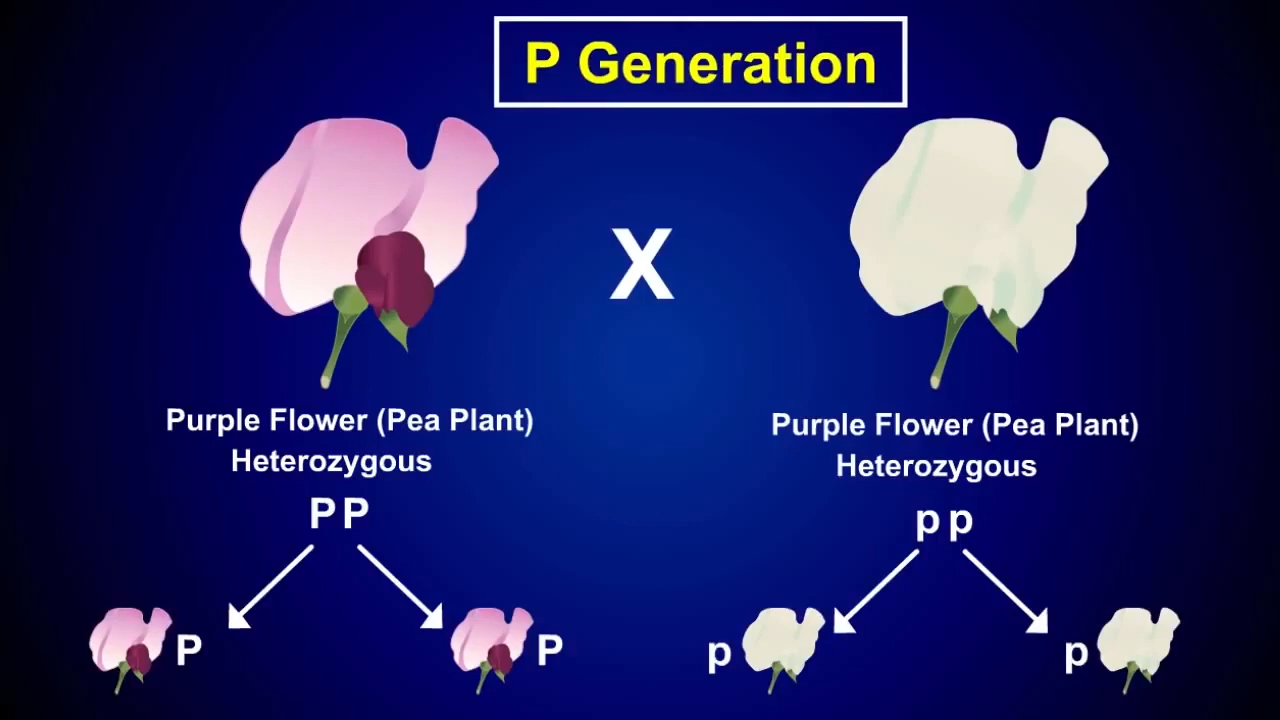 P Generation
X
Purple Flower (Pea Plant)
Heterozygous
PP
P
P
Purple Flower (Pea Plant)
Heterozygous
pp
p
p